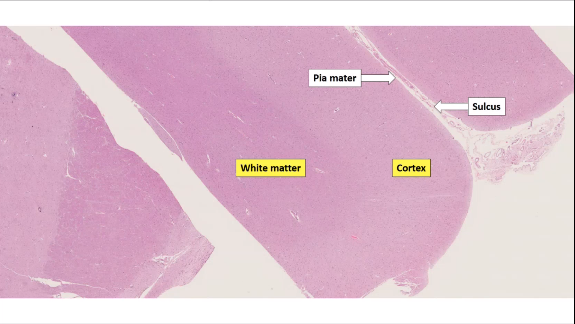 Pia mater
Sulcus
White matter
Cortex